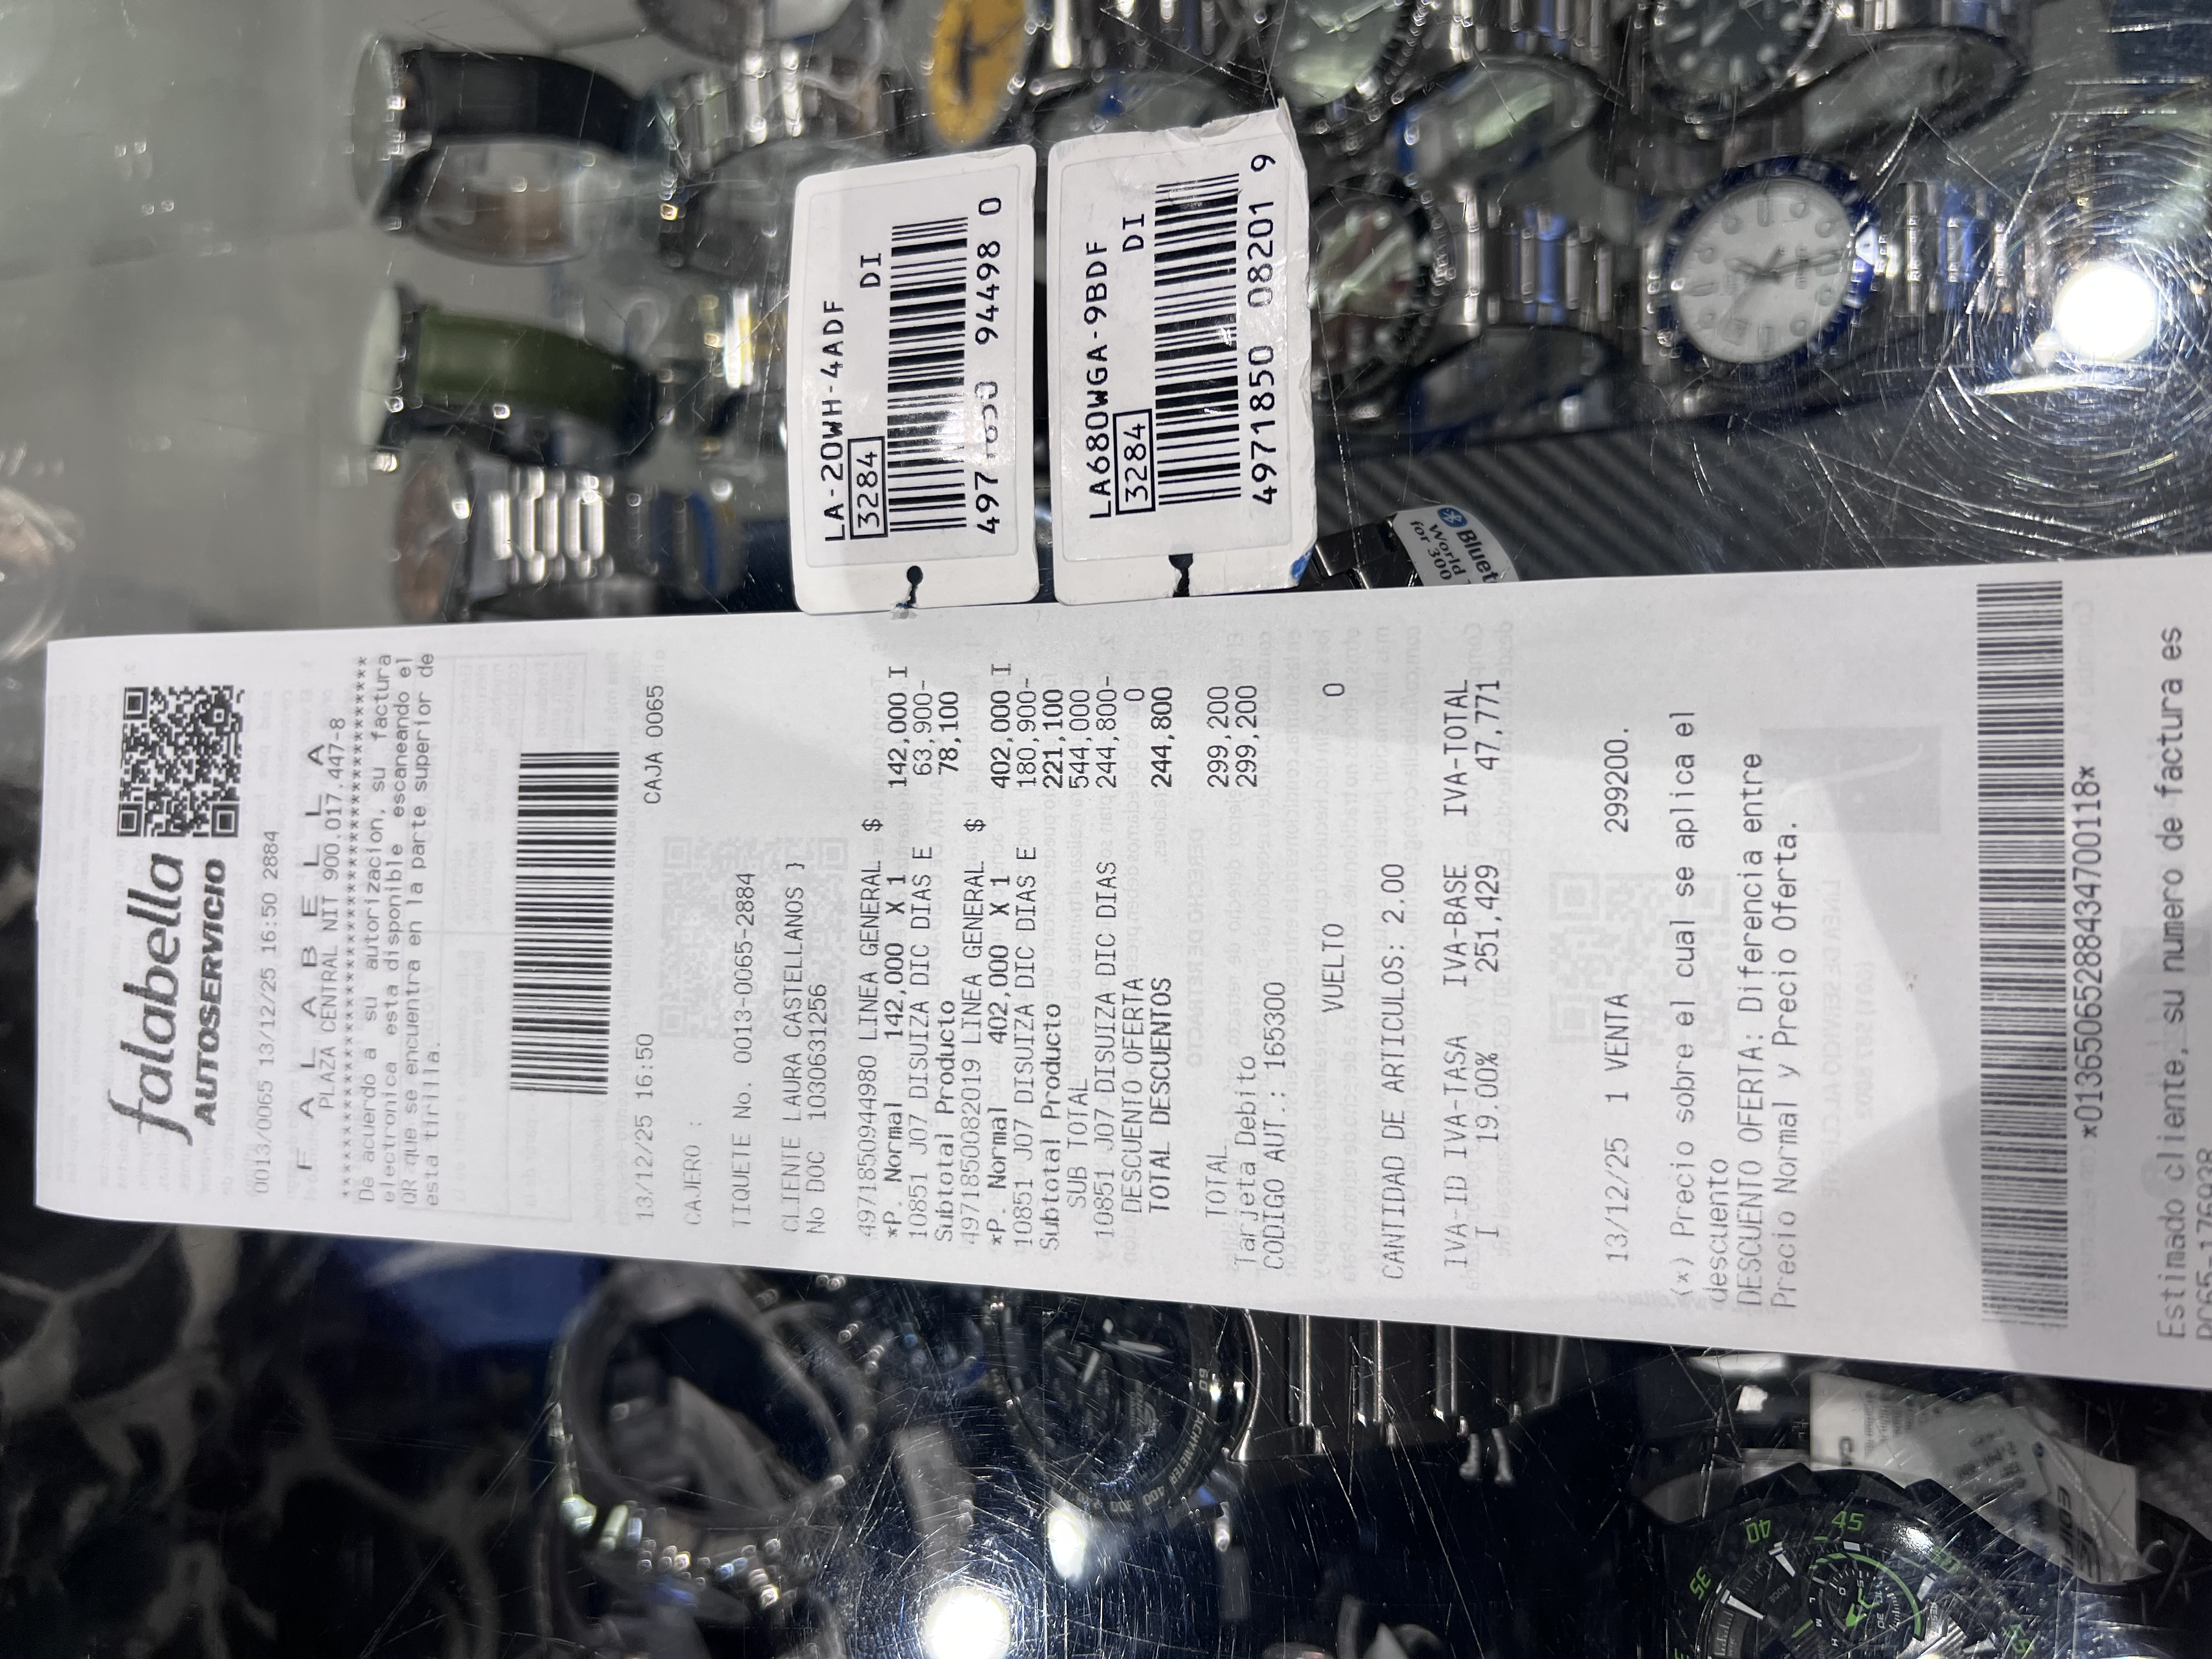 falabella
AUTOSERVICIO
0013/0065 13/12/25 16:50 2884
F A L A B E L L A
PLAZA CENTRAL NIT 900.017.447-8
De acuerdo a su autorizacion, su factura
electronica esta disponible escaneando el
QR que se encuentra en la parte superior de
esta tirilla.
13/12/25 16:50 CAJA 0065
CAJERO :
TIQUETE No. 0013-0065-2884
CLIENTE LAURA CASTELLANOS }
No DOC 1030631256
4971850944980 LINEA GENERAL $ 142,000 I
*P. Normal 142,000 X 1 63,900-
10851 J07 DISUIZA DIC DIAS E 78,100
Subtotal Producto
4971850082019 LINEA GENERAL $ 402,000 I
*P. Normal 402,000 X 1 180,900-
10851 J07 DISUIZA DIC DIAS E 221,100
Subtotal Producto 544,000
SUB TOTAL 244,800-
10851 J07 DISUIZA DIC DIAS 0
DESCUENTO OFERTA 244,800
TOTAL DESCUENTOS
TOTAL 299,200
Tarjeta Debito 299,200
CODIGO AUT.: 165300
VUELTO 0
CANTIDAD DE ARTICULOS: 2.00
IVA-ID IVA-TASA IVA-BASE IVA-TOTAL
I 19.00% 251,429 47,771
13/12/25 1 VENTA 299200.
(*) Precio sobre el cual se aplica el
descuento
DESCUENTO OFERTA: Diferencia entre
Precio Normal y Precio Oferta.
*01365065288434700118*
Estimado cliente, su numero de factura es
LA-20WH-4ADF
3284 DI
94498 0
LA680WGA-9BDF
3284 DI
4971850 08201 9
TACHYMETER
35
40
45